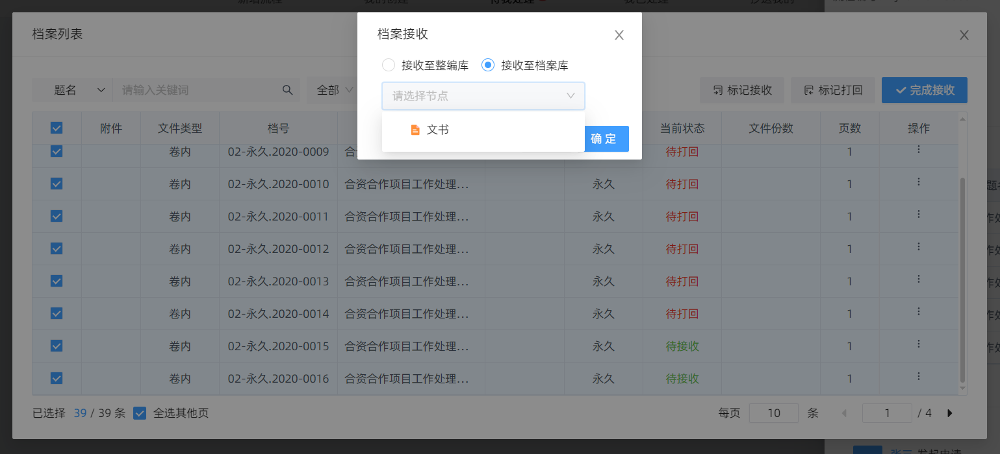 待我处理
档案列表
档案接收
接收至整编库 接收至档案库
题名 请输入关键词 全部 请选择节点 标记接收 标记打回 完成接收
附件 文件类型 档号 文书 当前状态 文件份数 页数 操作
确定
卷内 02-永久.2020-0009 合 待打回 1
卷内 02-永久.2020-0010 合资合作项目工作处理... 永久 待打回 1
卷内 02-永久.2020-0011 合资合作项目工作处理... 永久 待打回 1
卷内 02-永久.2020-0012 合资合作项目工作处理... 永久 待打回 1
卷内 02-永久.2020-0013 合资合作项目工作处理... 永久 待打回 1
卷内 02-永久.2020-0014 合资合作项目工作处理... 永久 待打回 1
卷内 02-永久.2020-0015 合资合作项目工作处理... 永久 待接收 1
卷内 02-永久.2020-0016 合资合作项目工作处理... 永久 待接收 1
已选择 39 / 39 条 全选其他页 每页 10 条 1 / 4
张三 发起申请